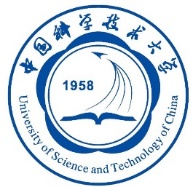 中国科学技术大学
1958
University of Science and Technology of China